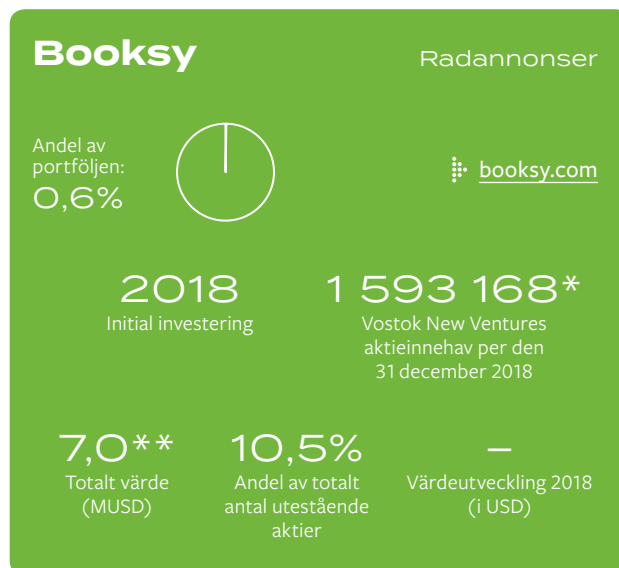 Booksy
Radannonser
Andel av
portföljen:
0,6%
booksy.com
2018
Initial investering
1 593 168*
Vostok New Ventures
aktieinnehav per den
31 december 2018
7,0**
Totalt värde
(MUSD)
10,5%
Andel av totalt
antal utestående
aktier
–
Värdeutveckling 2018
(i USD)